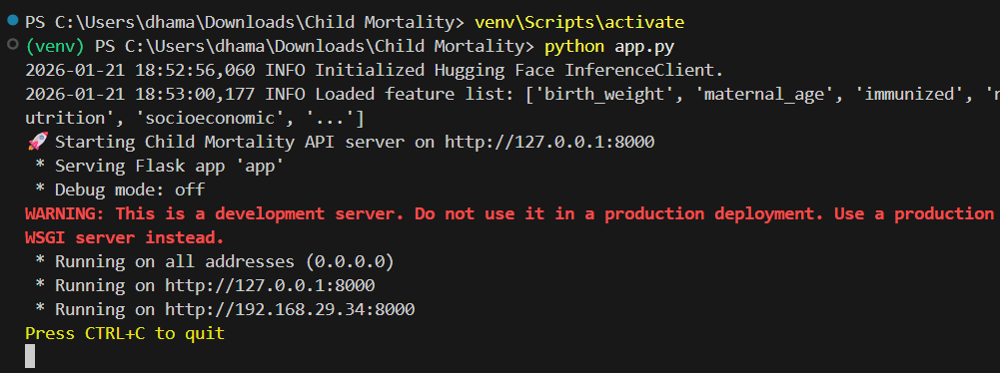 PS C:\Users\dhama\Downloads\Child Mortality> venv\Scripts\activate
(venv) PS C:\Users\dhama\Downloads\Child Mortality> python app.py
2026-01-21 18:52:56,060 INFO Initialized Hugging Face InferenceClient.
2026-01-21 18:53:00,177 INFO Loaded feature list: ['birth_weight', 'maternal_age', 'immunized', 'n
utrition', 'socioeconomic', '...']
🚀 Starting Child Mortality API server on http://127.0.0.1:8000
* Serving Flask app 'app'
* Debug mode: off
WARNING: This is a development server. Do not use it in a production deployment. Use a production
WSGI server instead.
* Running on all addresses (0.0.0.0)
* Running on http://127.0.0.1:8000
* Running on http://192.168.29.34:8000
Press CTRL+C to quit